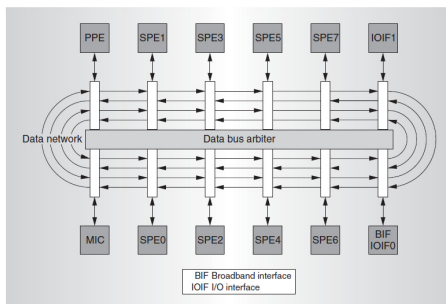 PPE SPE1 SPE3 SPE5 SPE7 IOIF1
Data network
Data bus arbiter
MIC SPE0 SPE2 SPE4 SPE6 BIF
IOIF0
BIF Broadband interface
IOIF I/O interface